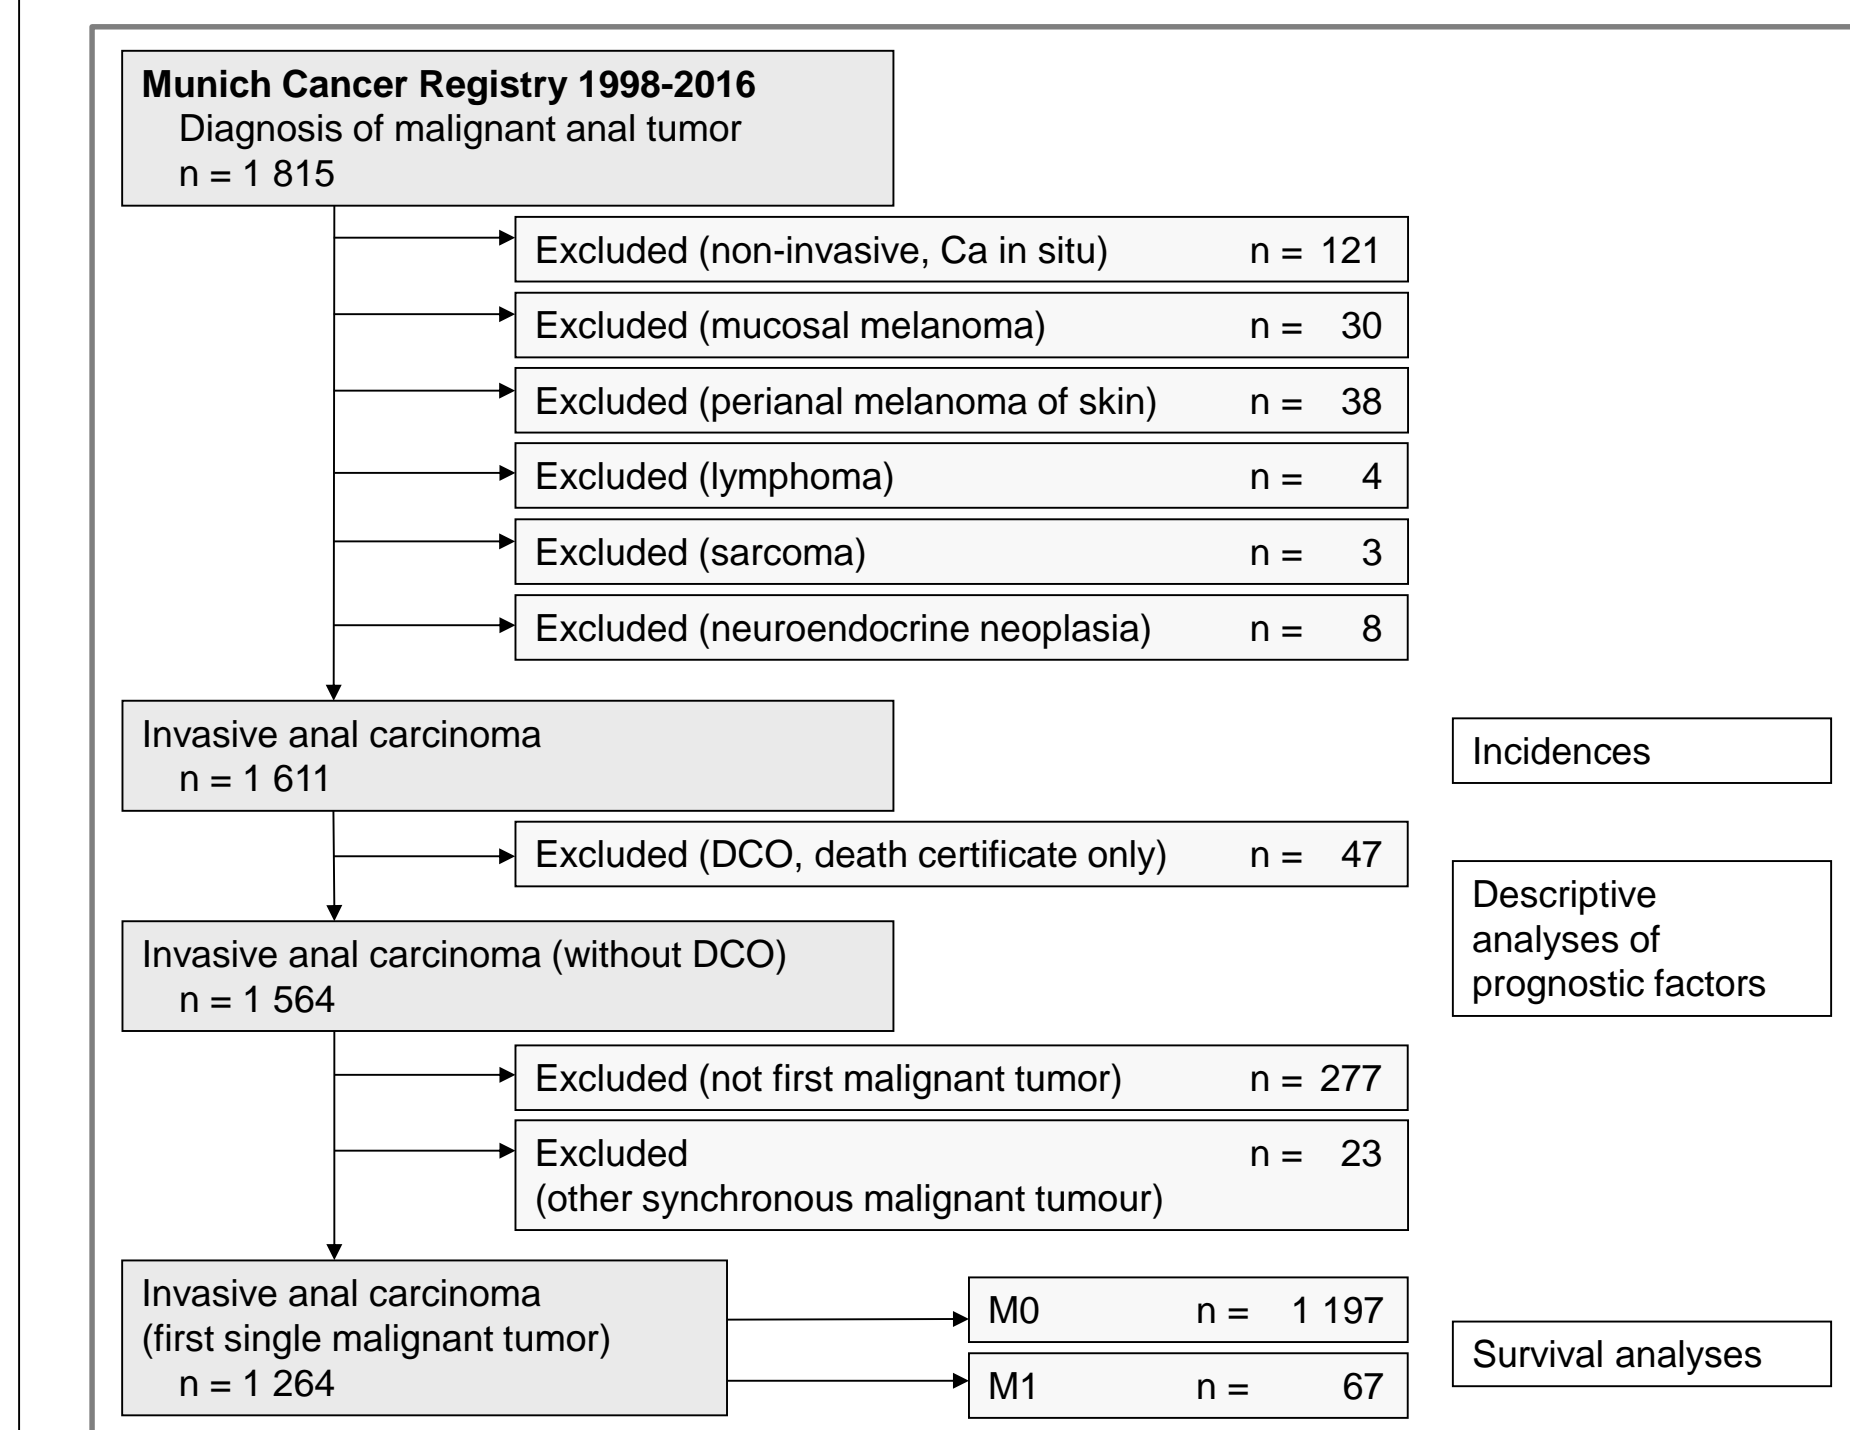 Munich Cancer Registry 1998-2016
Diagnosis of malignant anal tumor
n = 1 815
Excluded (non-invasive, Ca in situ) n = 121
Excluded (mucosal melanoma) n = 30
Excluded (perianal melanoma of skin) n = 38
Excluded (lymphoma) n = 4
Excluded (sarcoma) n = 3
Excluded (neuroendocrine neoplasia) n = 8
Invasive anal carcinoma
n = 1 611
Incidences
Excluded (DCO, death certificate only) n = 47
Descriptive
analyses of
prognostic factors
Invasive anal carcinoma (without DCO)
n = 1 564
Excluded (not first malignant tumor) n = 277
Excluded n = 23
(other synchronous malignant tumour)
Invasive anal carcinoma
(first single malignant tumor)
n = 1 264
M0 n = 1 197
M1 n = 67
Survival analyses